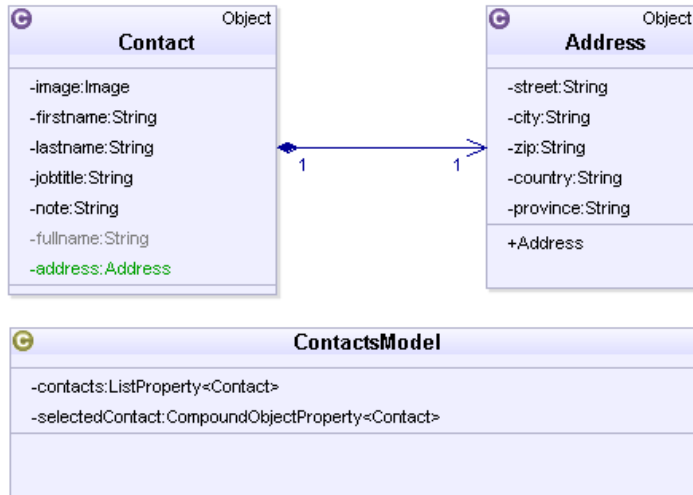 C Object
Contact
-image:Image
-firstname:String
-lastname:String
-jobtitle:String
-note:String
-fullname:String
-address:Address
1
1
C Object
Address
-street:String
-city:String
-zip:String
-country:String
-province:String
+Address
C ContactsModel
-contacts:ListProperty<Contact>
-selectedContact:CompoundObjectProperty<Contact>